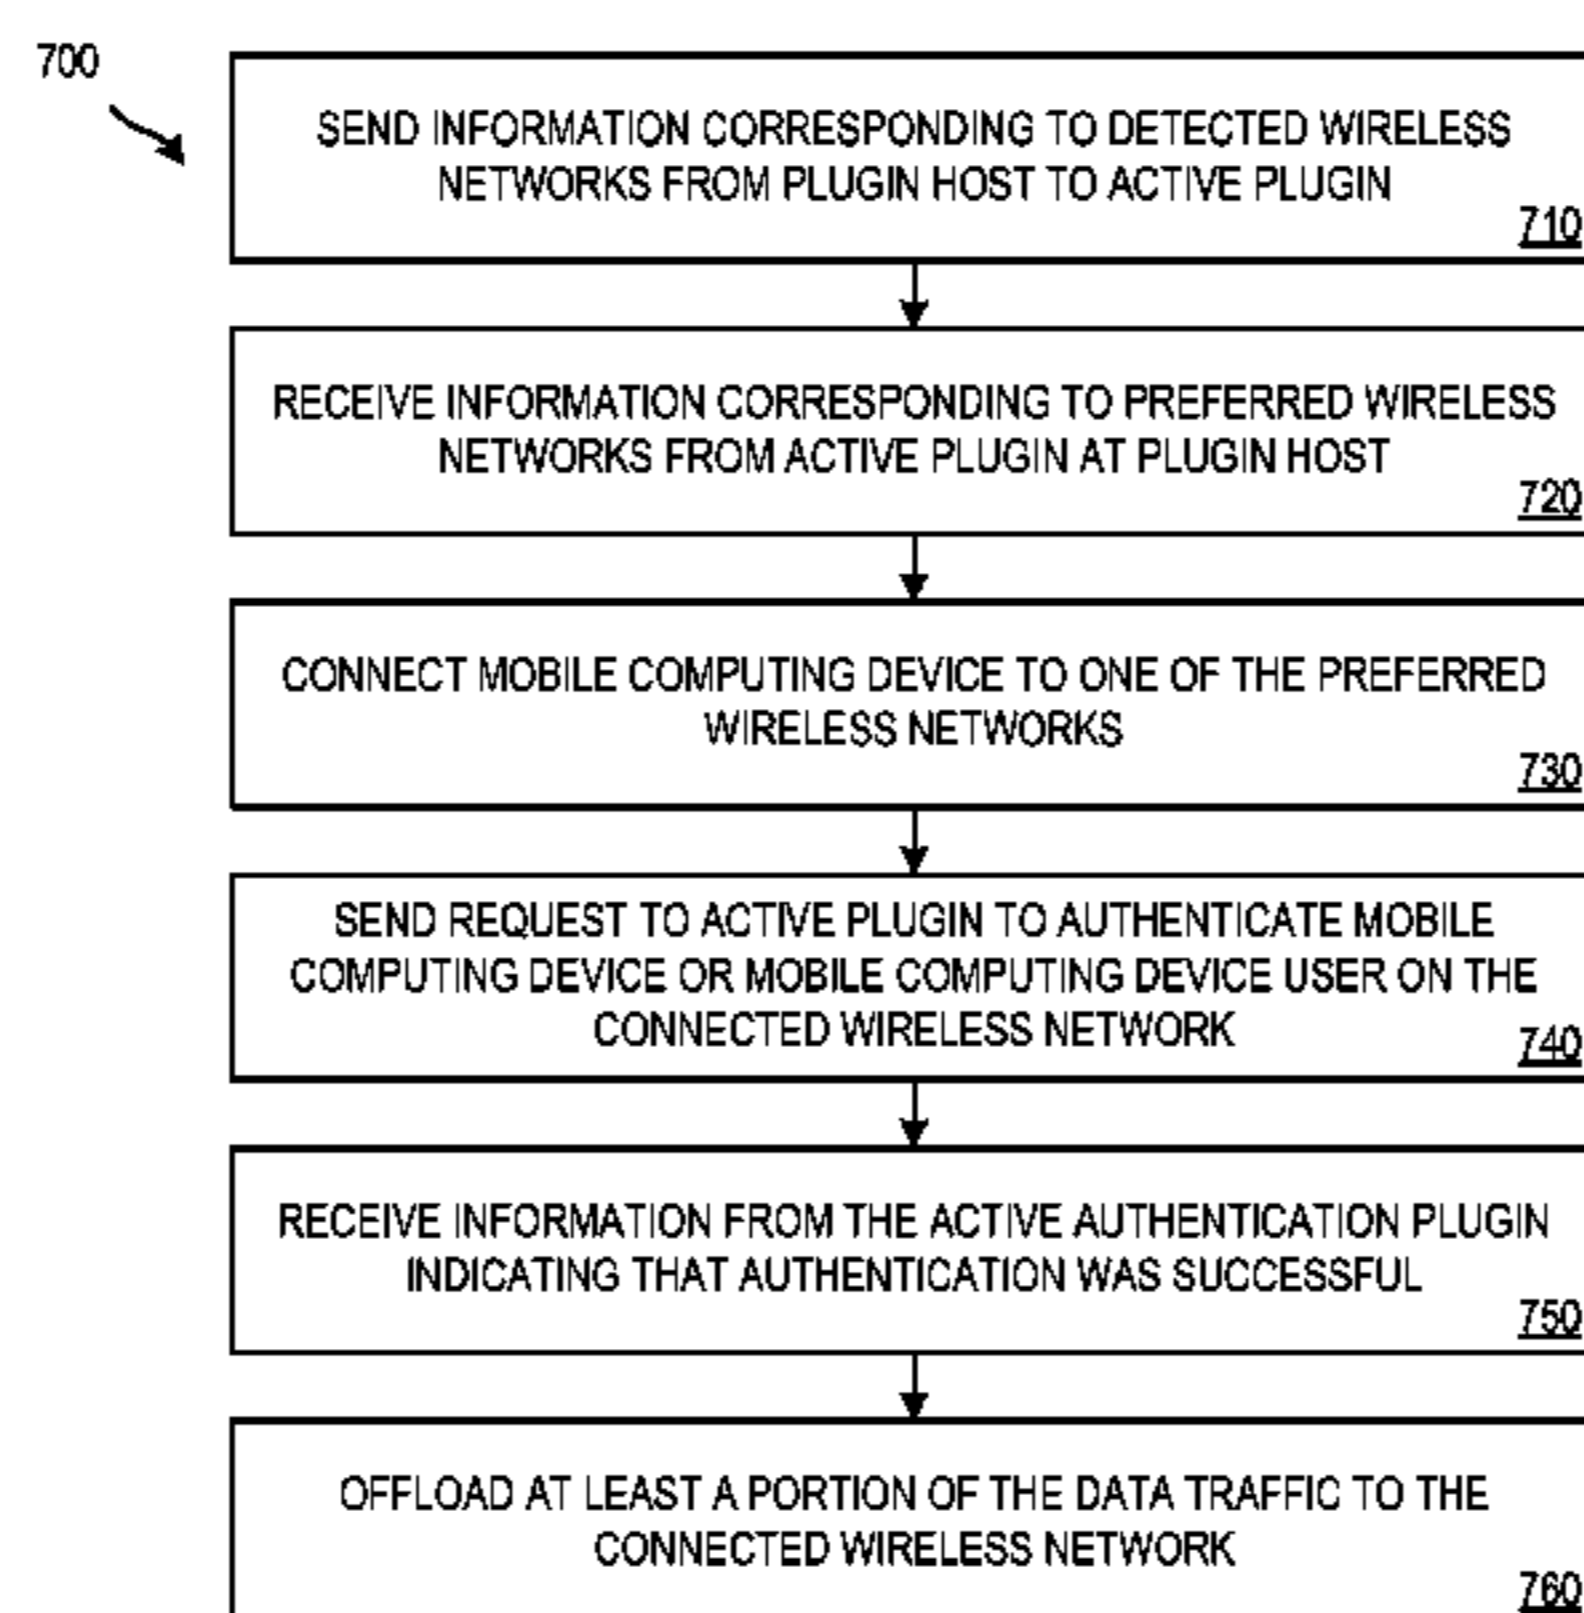 700
SEND INFORMATION CORRESPONDING TO DETECTED WIRELESS
NETWORKS FROM PLUGIN HOST TO ACTIVE PLUGIN
710
RECEIVE INFORMATION CORRESPONDING TO PREFERRED WIRELESS
NETWORKS FROM ACTIVE PLUGIN AT PLUGIN HOST
720
CONNECT MOBILE COMPUTING DEVICE TO ONE OF THE PREFERRED
WIRELESS NETWORKS
730
SEND REQUEST TO ACTIVE PLUGIN TO AUTHENTICATE MOBILE
COMPUTING DEVICE OR MOBILE COMPUTING DEVICE USER ON THE
CONNECTED WIRELESS NETWORK
740
RECEIVE INFORMATION FROM THE ACTIVE AUTHENTICATION PLUGIN
INDICATING THAT AUTHENTICATION WAS SUCCESSFUL
750
OFFLOAD AT LEAST A PORTION OF THE DATA TRAFFIC TO THE
CONNECTED WIRELESS NETWORK
760